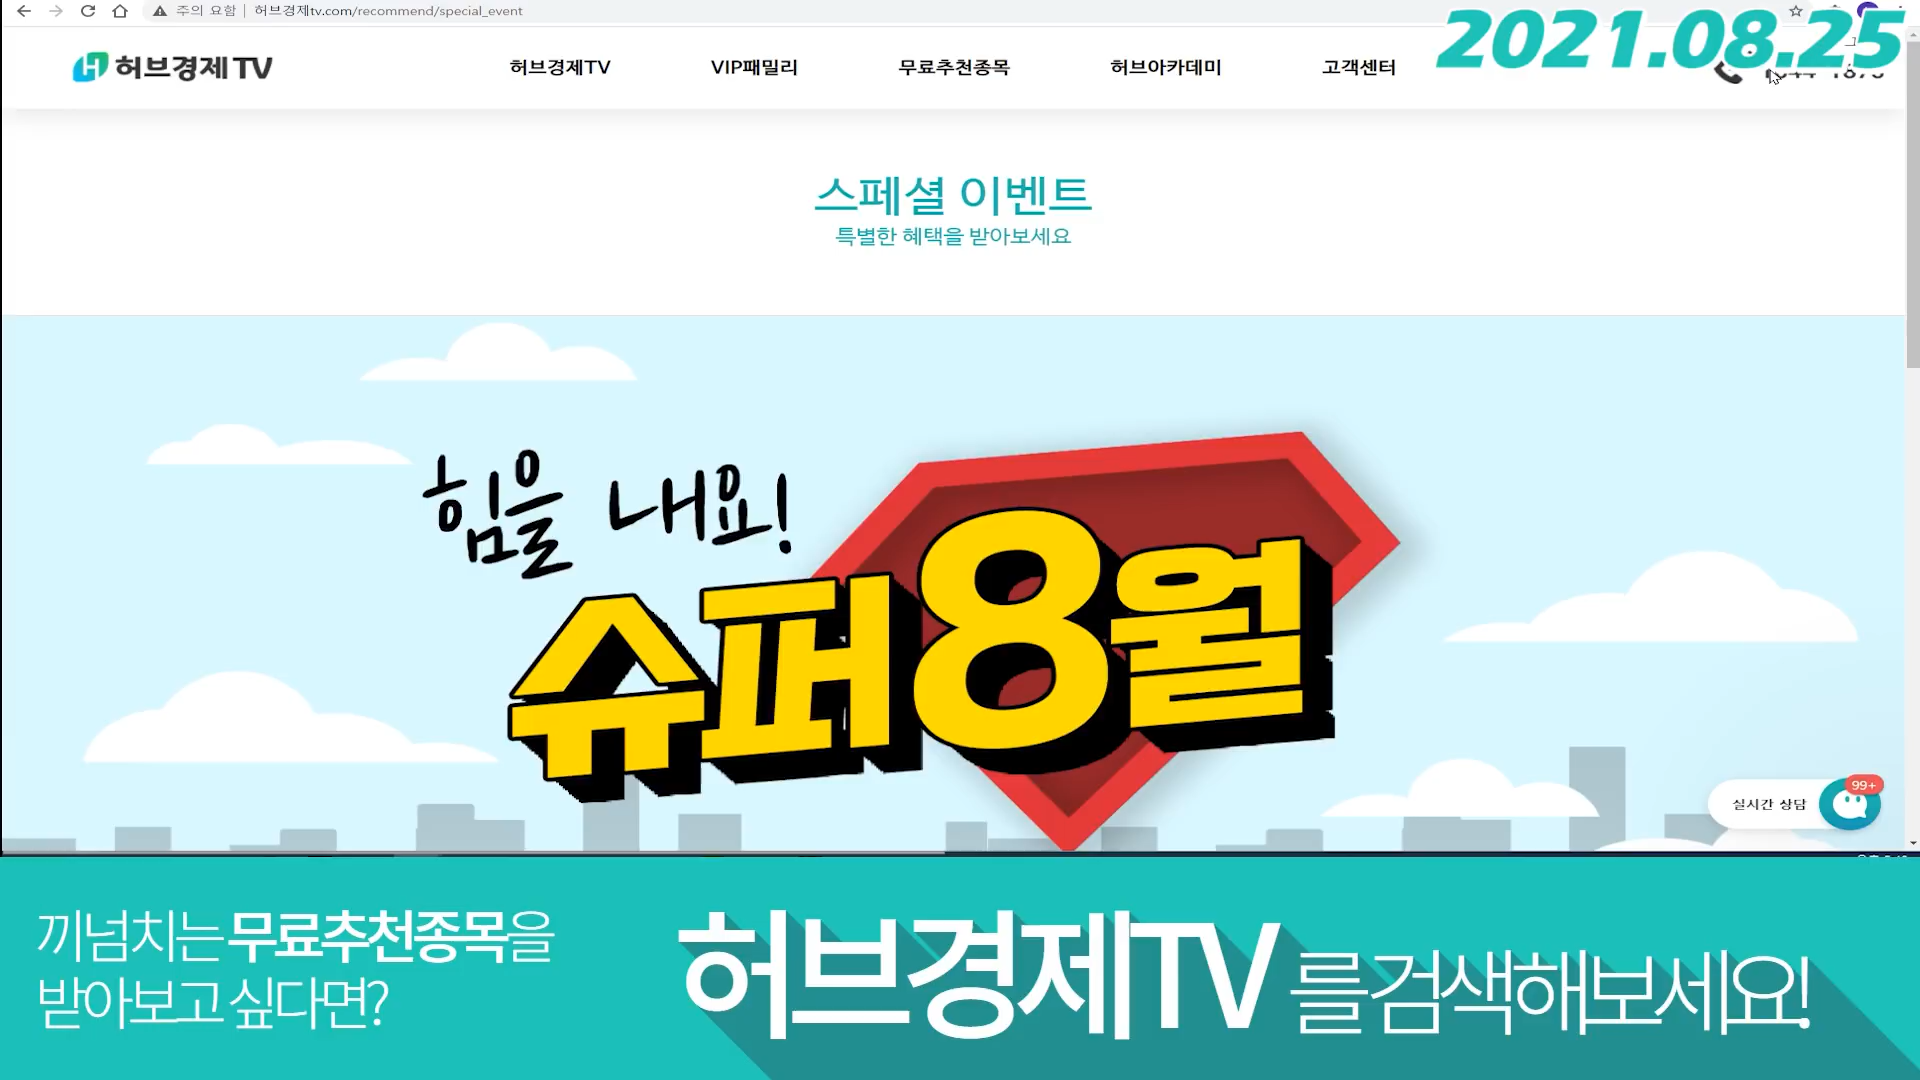 주의 요함 | 허브경제tv.com/recommend/special_event
2021.08.25
허브경제TV
허브경제TV VIP패밀리 무료추천종목 허브아카데미 고객센터
스페셜 이벤트
특별한 혜택을 받아보세요
힘을 내요!
슈퍼8월
99+
실시간 상담
끼넘치는 무료추천종목을
받아보고 싶다면?
허브경제TV를 검색해보세요!